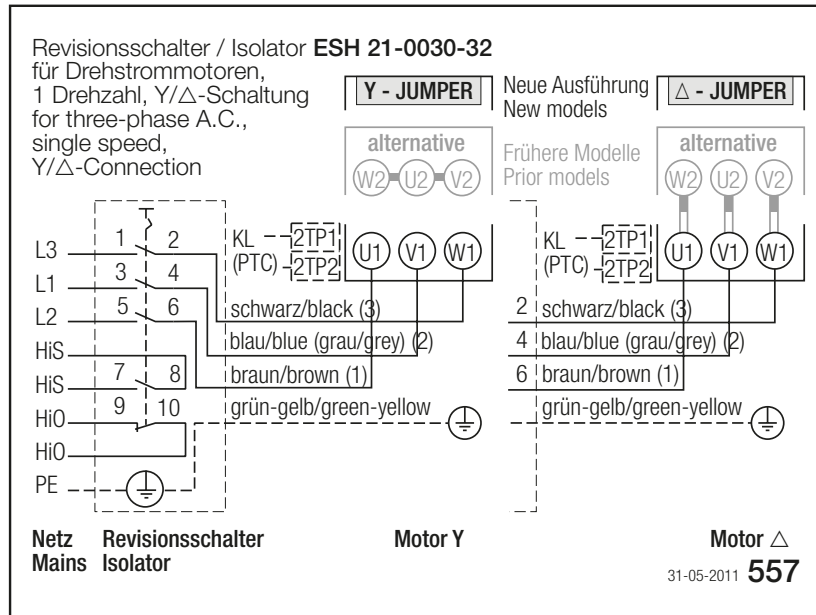 Revisionsschalter / Isolator ESH 21-0030-32
für Drehstrommotoren,
1 Drehzahl, Y/△-Schaltung
for three-phase A.C.,
single speed,
Y/△-Connection
Y - JUMPER
Neue Ausführung
New models
△ - JUMPER
alternative
W2 U2 V2
Frühere Modelle
Prior models
alternative
W2 U2 V2
KL 2TP1
(PTC) 2TP2
U1 V1 W1
KL 2TP1
(PTC) 2TP2
U1 V1 W1
L3 1 2
L1 3 4
L2 5 6
HiS
HiS 7 8
HiO 9 10
HiO
PE
schwarz/black (3)
blau/blue (grau/grey) (2)
braun/brown (1)
grün-gelb/green-yellow
2 schwarz/black (3)
4 blau/blue (grau/grey) (2)
6 braun/brown (1)
grün-gelb/green-yellow
Netz Revisionsschalter Motor Y Motor △
Mains Isolator
31-05-2011 557